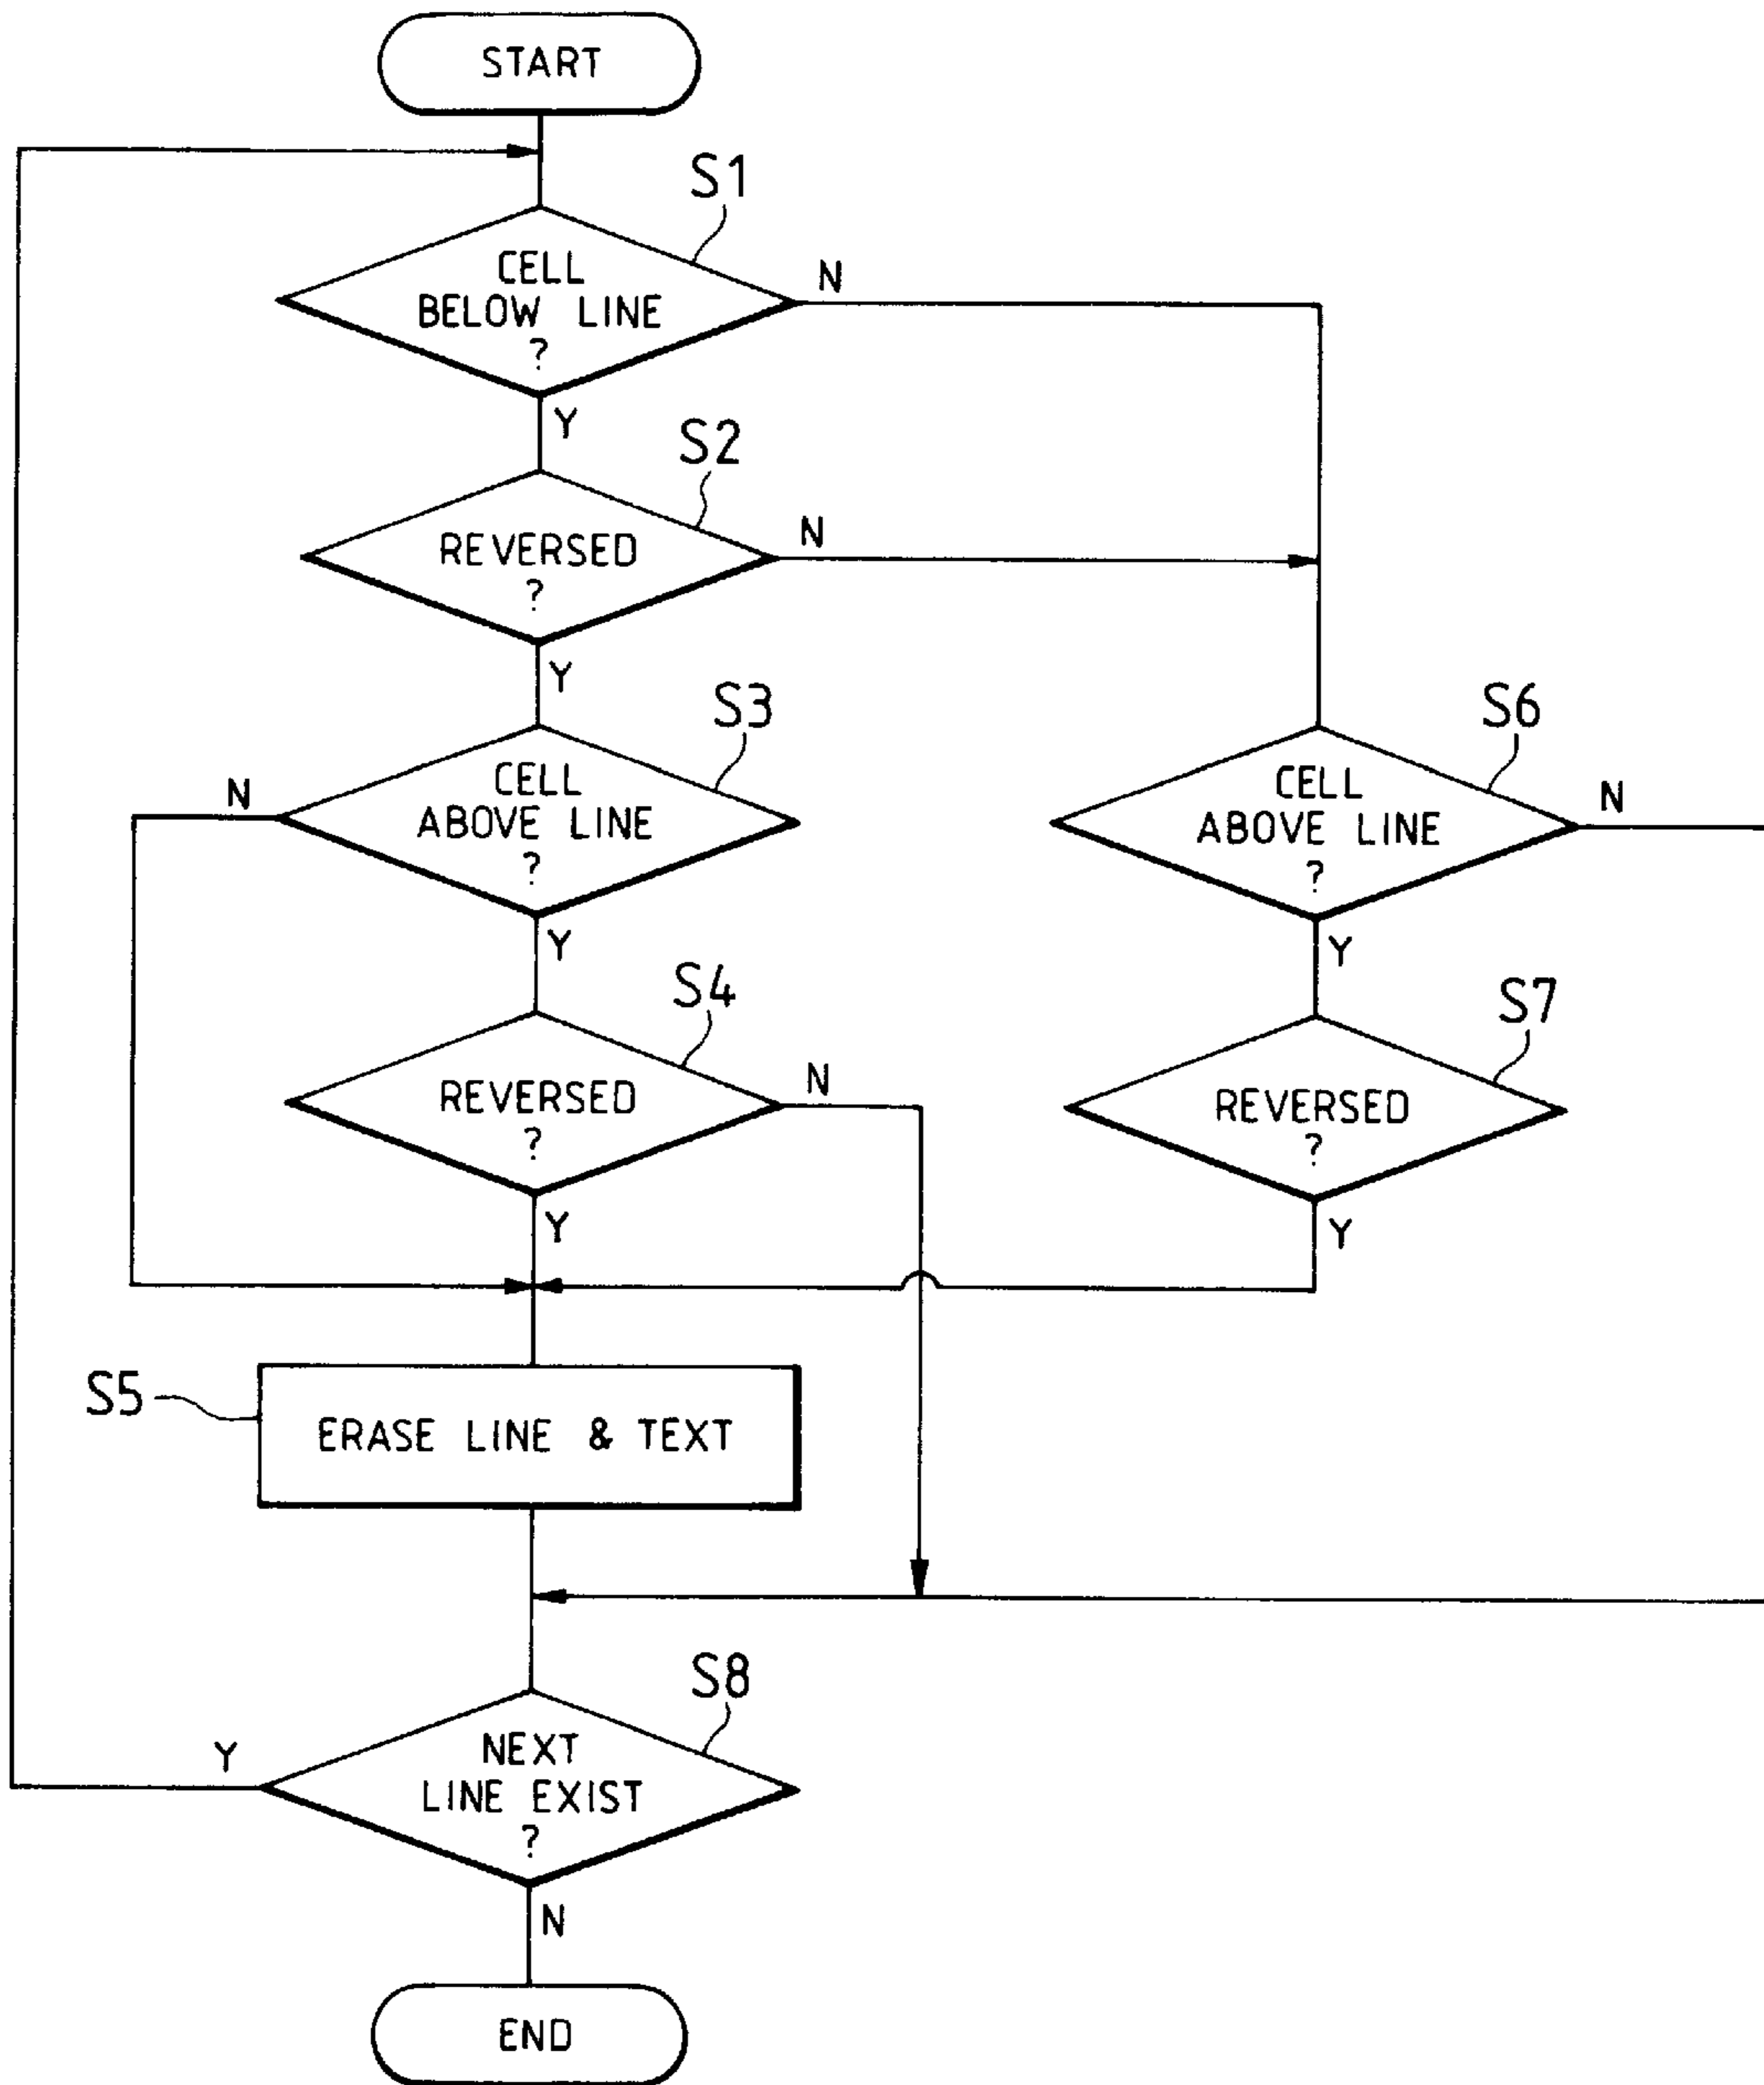 START
S1
CELL
BELOW LINE
?
N
Y
S2
REVERSED
?
N
Y
S3
CELL
ABOVE LINE
?
N
Y
S6
CELL
ABOVE LINE
?
N
Y
S4
REVERSED
?
N
Y
S7
REVERSED
?
Y
S5
ERASE LINE & TEXT
S8
NEXT
LINE EXIST
?
Y
N
END